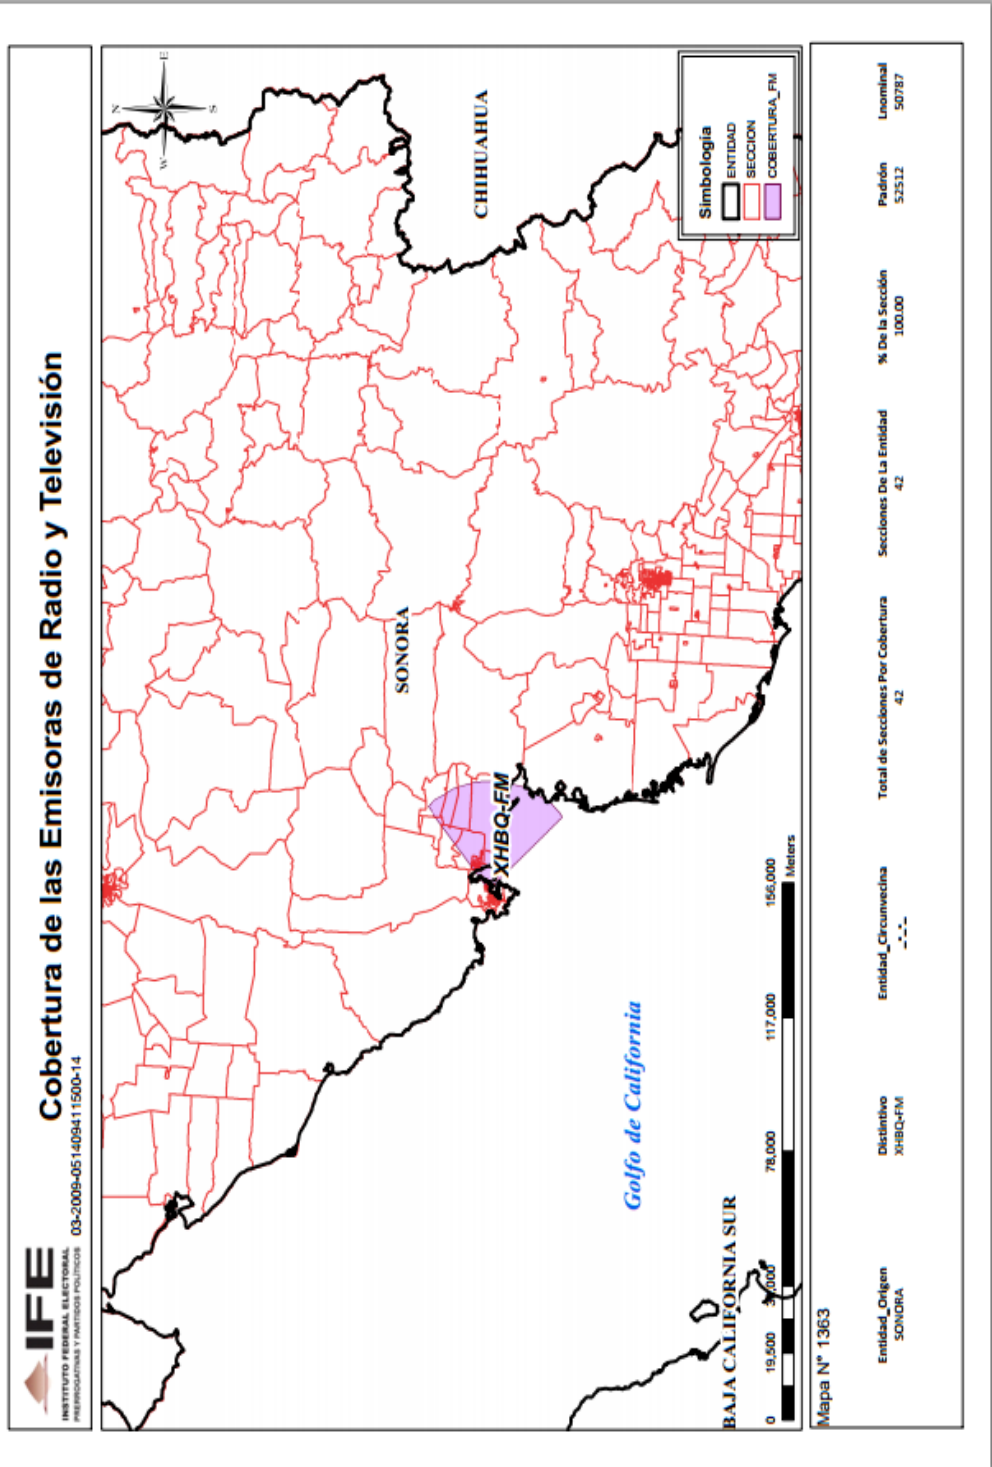 IFE
INSTITUTO FEDERAL ELECTORAL
PRERROGATIVAS Y PARTIDOS POLÍTICOS
Cobertura de las Emisoras de Radio y Televisión
03-2009-051409411500-14
N
E
S
W
CHIHUAHUA
SONORA
XHBQ-FM
Golfo de California
BAJA CALIFORNIA SUR
Simbología
ENTIDAD
SECCION
COBERTURA_FM
0 19,500 39,000 78,000 117,000 156,000
Meters
Mapa N° 1363
Entidad_Origen Distintivo Entidad_Circunvecina Total de Secciones Por Cobertura Secciones De La Entidad % De la Sección Padrón Lnominal
SONORA XHBQ-FM -.-.- 42 42 100.00 52512 50787